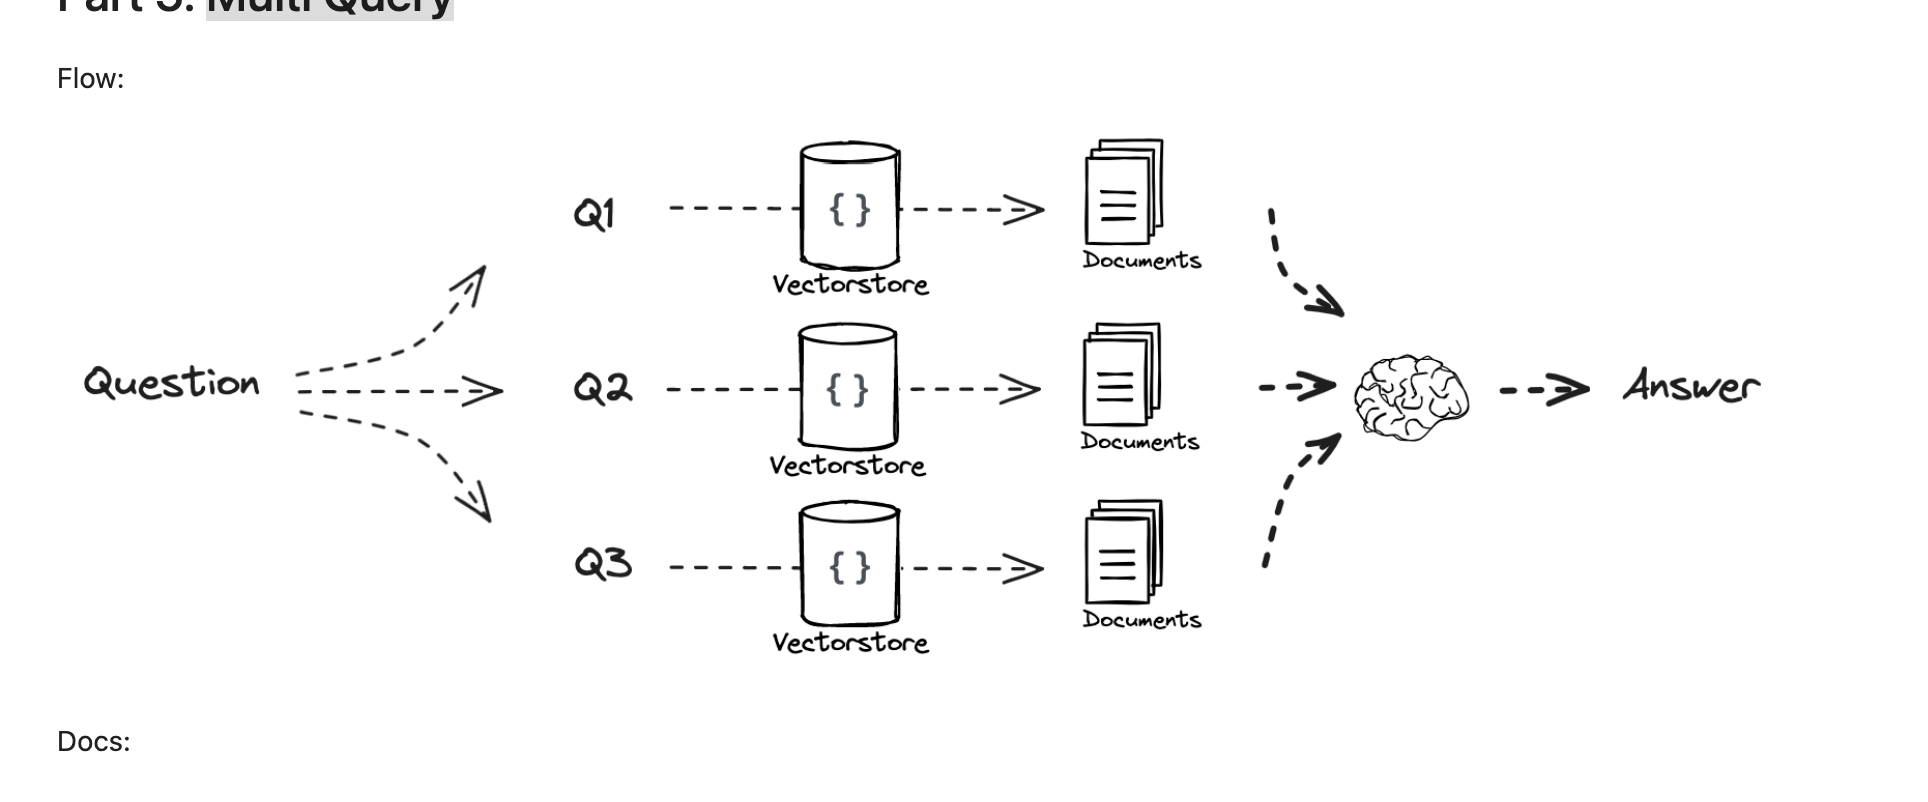 Part 5: Multi Query
Flow:
Q1
{ }
Vectorstore
Documents
Question
Q2
{ }
Vectorstore
Documents
Answer
Q3
{ }
Vectorstore
Documents
Docs: